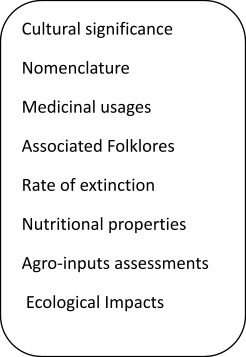 Cultural significance
Nomenclature
Medicinal usages
Associated Folklores
Rate of extinction
Nutritional properties
Agro-inputs assessments
Ecological Impacts